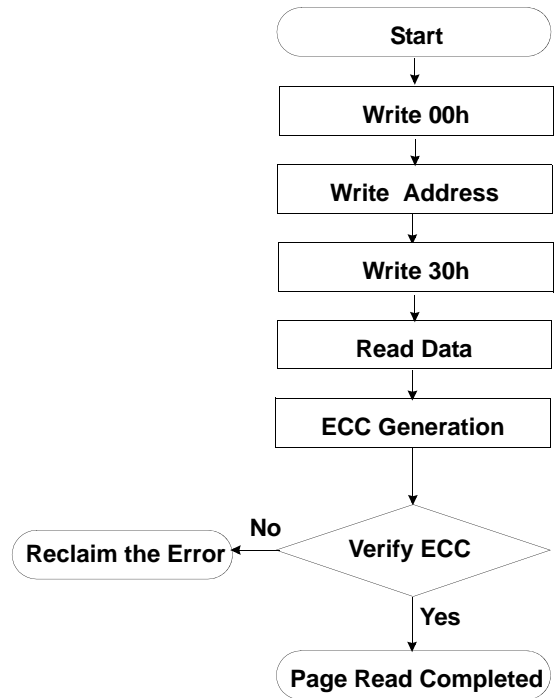 Start
Write 00h
Write Address
Write 30h
Read Data
ECC Generation
No
Reclaim the Error
Verify ECC
Yes
Page Read Completed